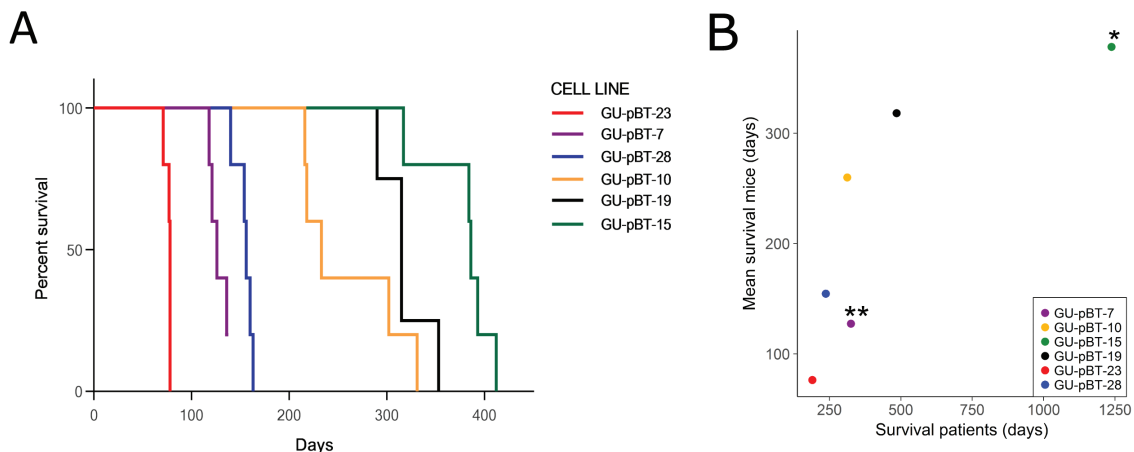 A
Percent survival
100
50
0
0
100
200
300
400
Days
CELL LINE
GU-pBT-23
GU-pBT-7
GU-pBT-28
GU-pBT-10
GU-pBT-19
GU-pBT-15
B
Mean survival mice (days)
300
200
100
*
**
GU-pBT-7
GU-pBT-10
GU-pBT-15
GU-pBT-19
GU-pBT-23
GU-pBT-28
250
500
750
1000
1250
Survival patients (days)